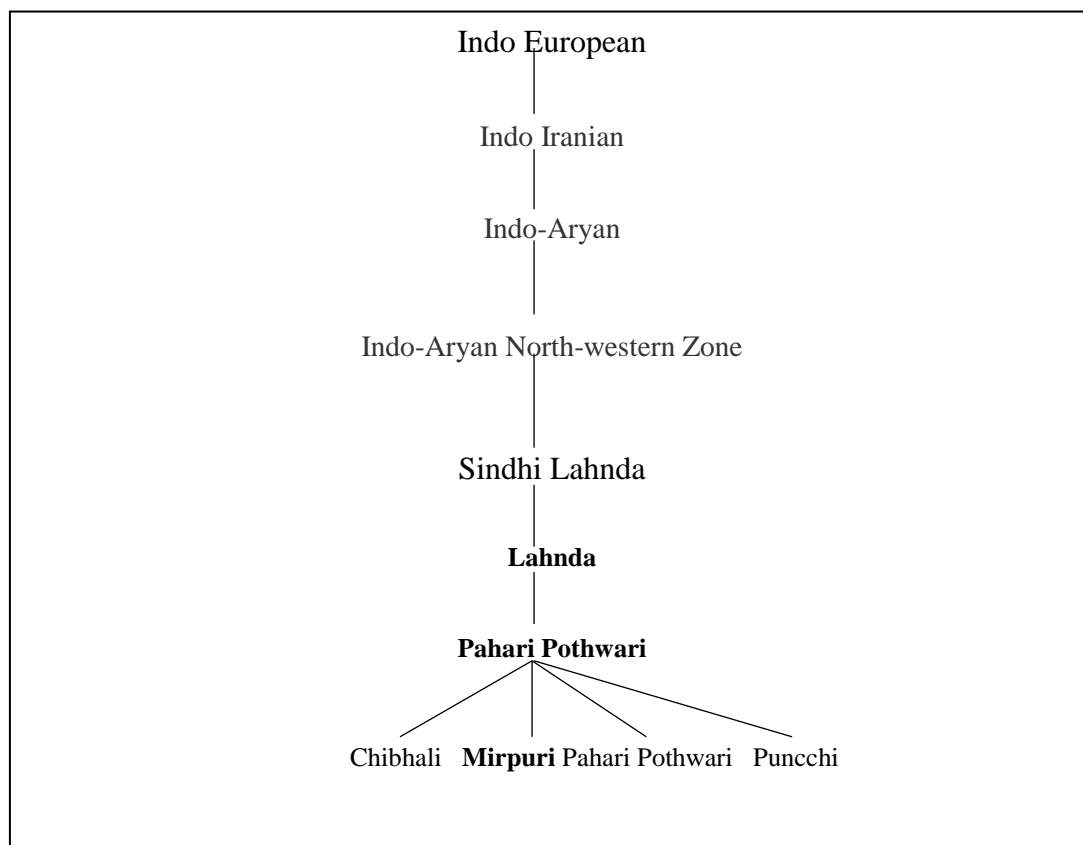 Indo European
Indo Iranian
Indo-Aryan
Indo-Aryan North-western Zone
Sindhi Lahnda
Lahnda
Pahari Pothwari
Chibhali Mirpuri Pahari Pothwari Puncchi